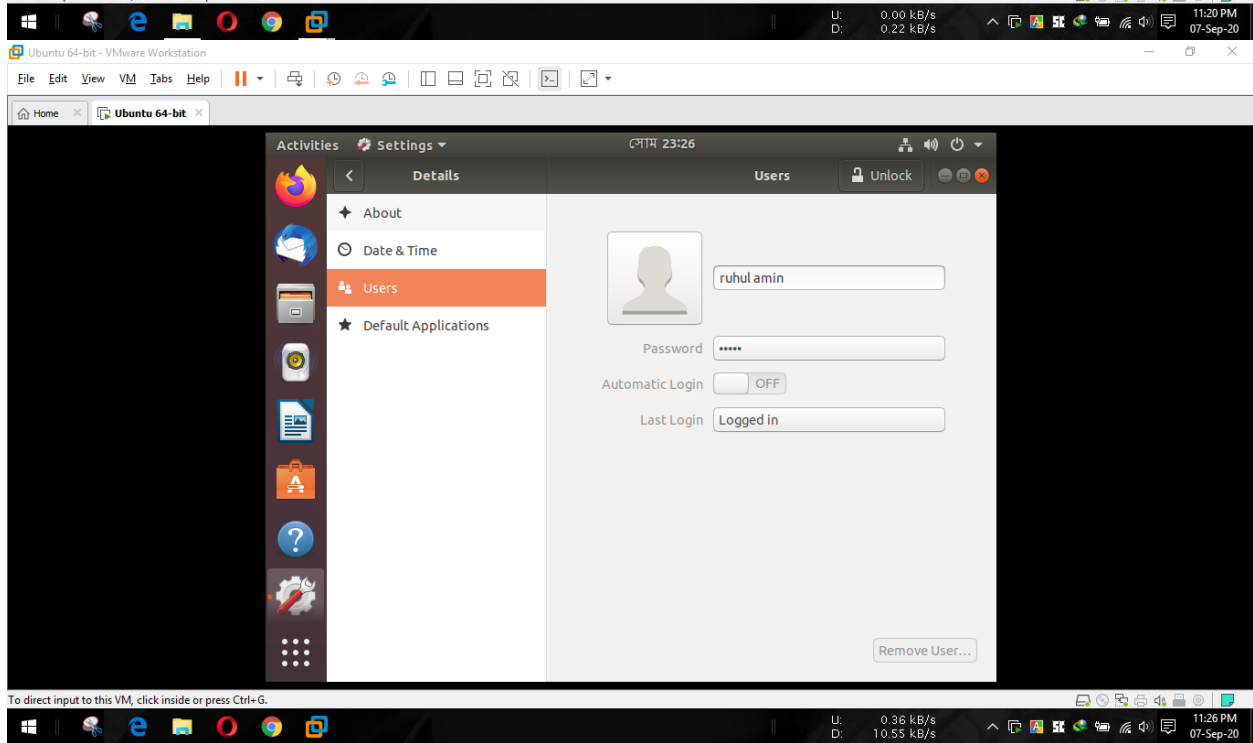 U: 0.00 kB/s
D: 0.22 kB/s
11:20 PM
07-Sep-20
Ubuntu 64-bit - VMware Workstation
File Edit View VM Tabs Help
Home Ubuntu 64-bit
Activities Settings সোম 23:26
Details Users Unlock
About
Date & Time
Users
Default Applications
ruhul amin
Password •••••
Automatic Login OFF
Last Login Logged in
Remove User...
To direct input to this VM, click inside or press Ctrl+G.
U: 0.36 kB/s
D: 10.55 kB/s
11:26 PM
07-Sep-20